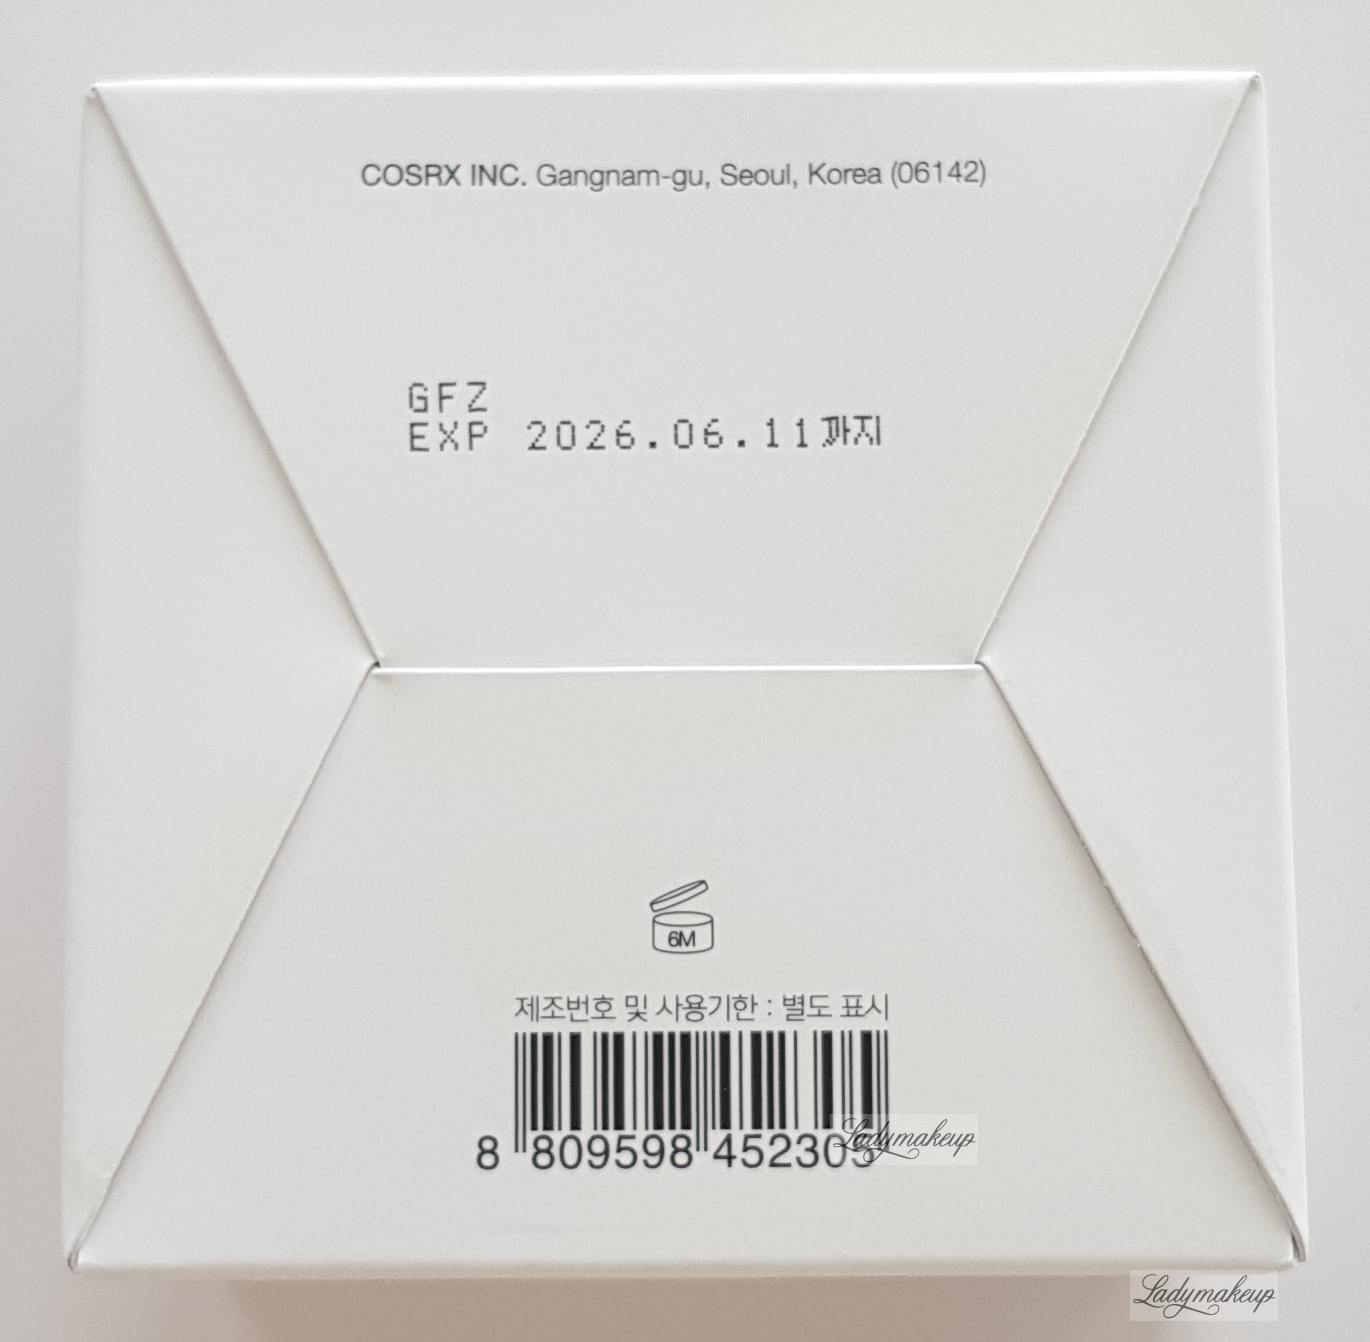 COSRX INC. Gangnam-gu, Seoul, Korea (06142)
GFZ
EXP 2026.06.11까지
6M
제조번호 및 사용기한 : 별도 표시
8 809598 452305
Ladymakeup
Ladymakeup